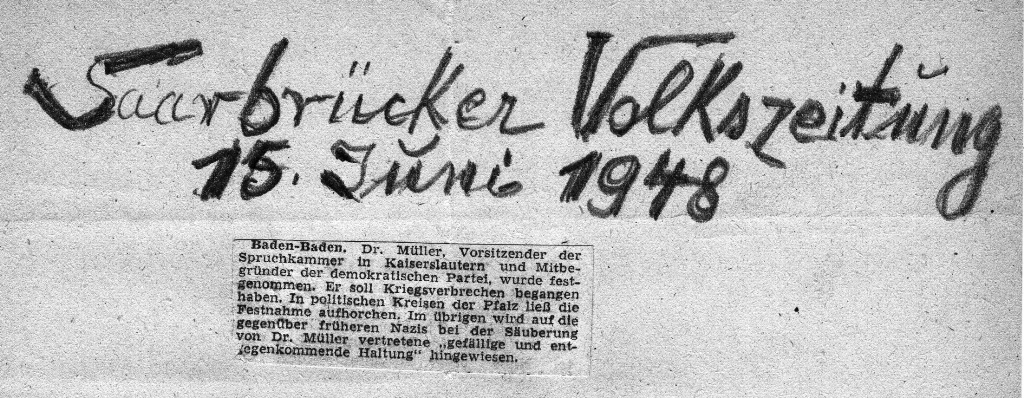 Saarbrücker Volkszeitung
15. Juni 1948
Baden-Baden. Dr. Müller, Vorsitzender der
Spruchkammer in Kaiserslautern und Mitbe-
gründer der demokratischen Partei, wurde fest-
genommen. Er soll Kriegsverbrechen begangen
haben. In politischen Kreisen der Pfalz ließ die
Festnahme aufhorchen. Im übrigen wird auf die
gegenüber früheren Nazis bei der Säuberung
von Dr. Müller vertretene „gefällige und ent-
gegenkommende Haltung“ hingewiesen.